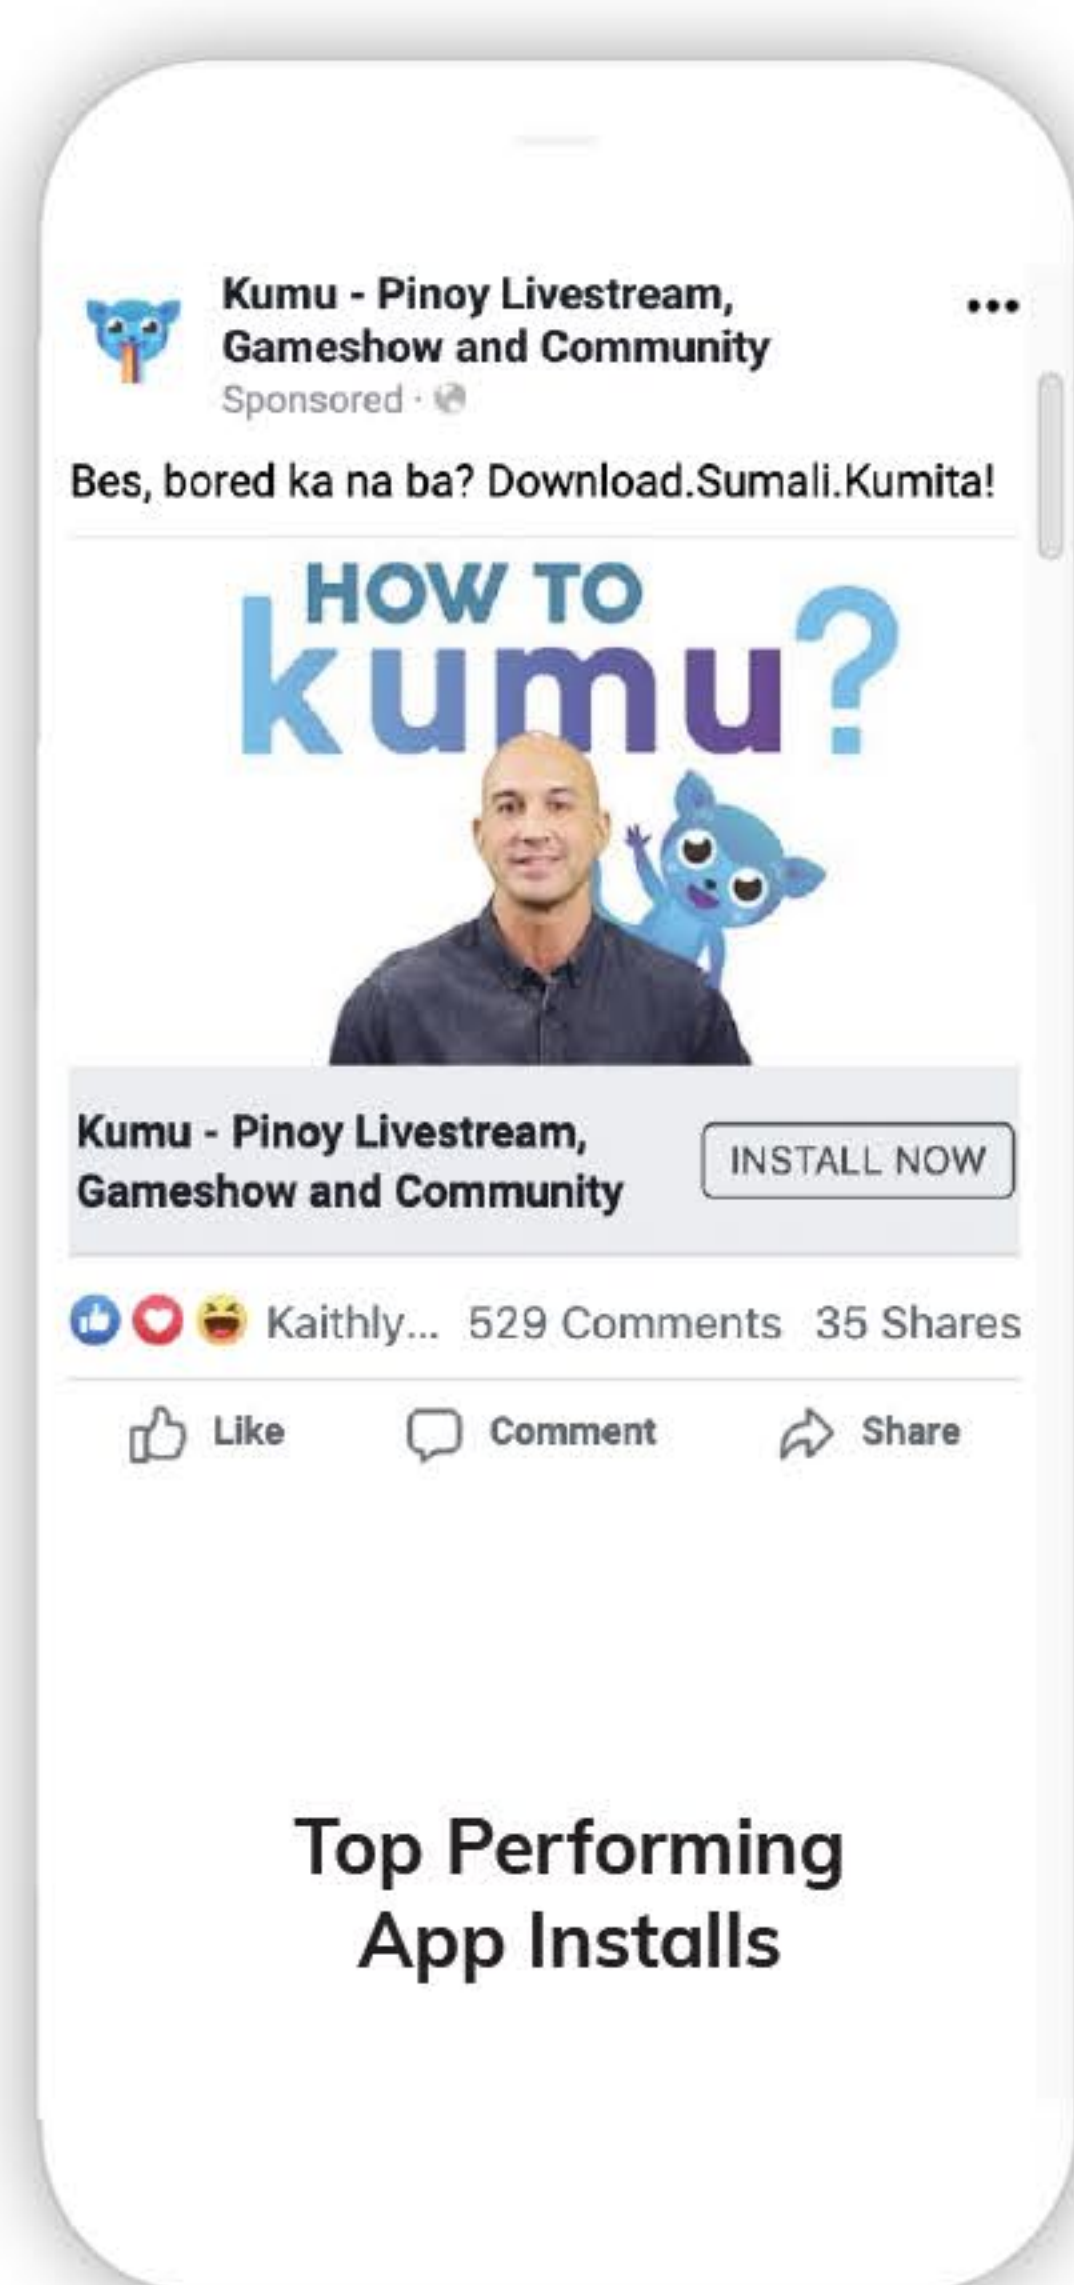 Kumu - Pinoy Livestream,
Gameshow and Community
Sponsored ·
Bes, bored ka na ba? Download.Sumali.Kumita!
HOW TO
kumu?
Kumu - Pinoy Livestream,
Gameshow and Community
INSTALL NOW
Kaithly... 529 Comments 35 Shares
Like Comment Share
Top Performing
App Installs